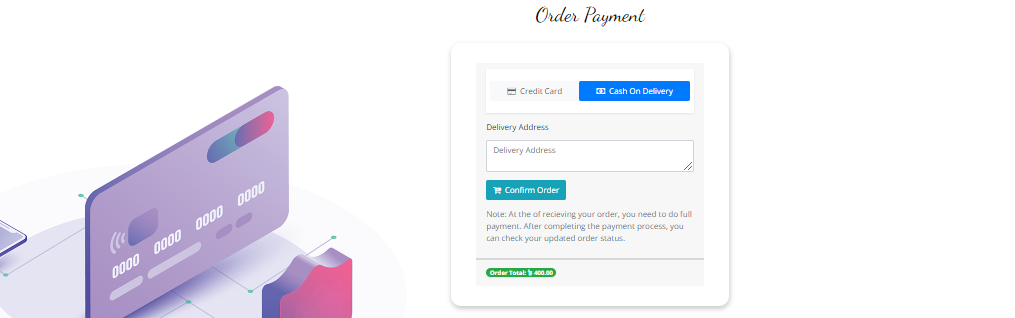 Order Payment
Credit Card
Cash On Delivery
Delivery Address
Delivery Address
Confirm Order
Note: At the of recieving your order, you need to do full
payment. After completing the payment process, you
can check your updated order status.
Order Total: ৳ 400.00
0000 0000 0000 0000